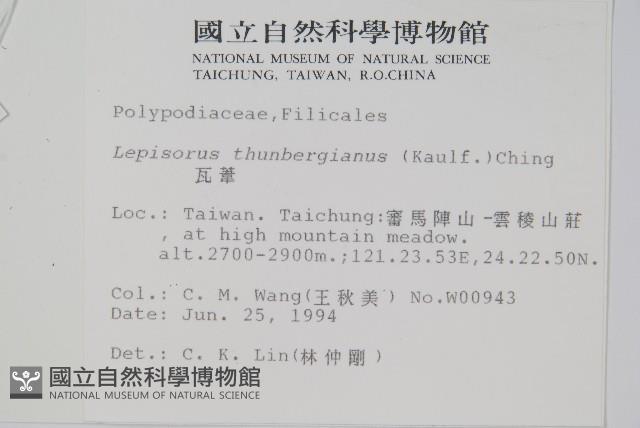 國立自然科學博物館
NATIONAL MUSEUM OF NATURAL SCIENCE
TAICHUNG, TAIWAN, R.O.CHINA
Polypodiaceae,Filicales
Lepisorus thunbergianus (Kaulf.)Ching
瓦葦
Loc.: Taiwan. Taichung:審馬陣山-雲稜山莊
, at high mountain meadow.
alt.2700-2900m.;121.23.53E,24.22.50N.
Col.: C. M. Wang(王秋美) No.W00943
Date: Jun. 25, 1994
Det.: C. K. Lin(林仲剛)
國立自然科學博物館
NATIONAL MUSEUM OF NATURAL SCIENCE